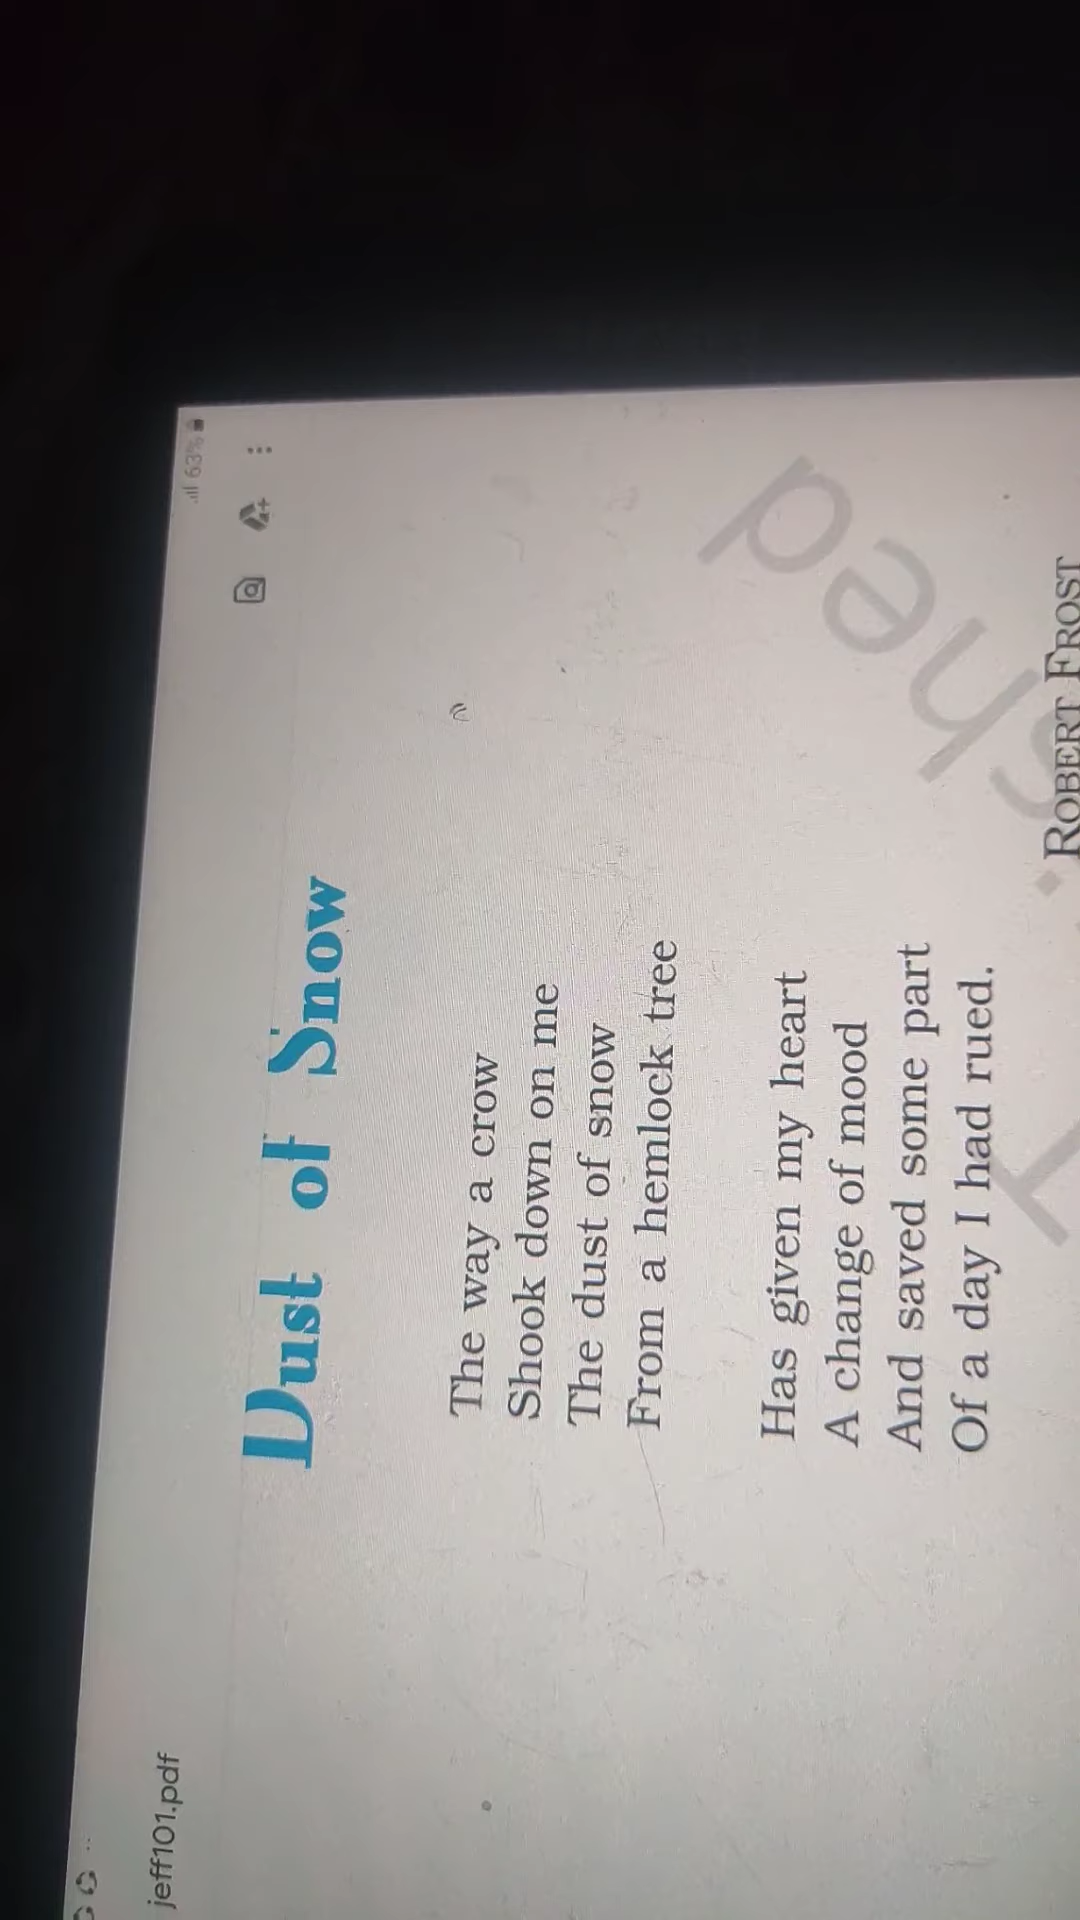 63%
jeff101.pdf
Dust of Snow
The way a crow
Shook down on me
The dust of snow
From a hemlock tree
Has given my heart
A change of mood
And saved some part
Of a day I had rued.
ROBERT FROST